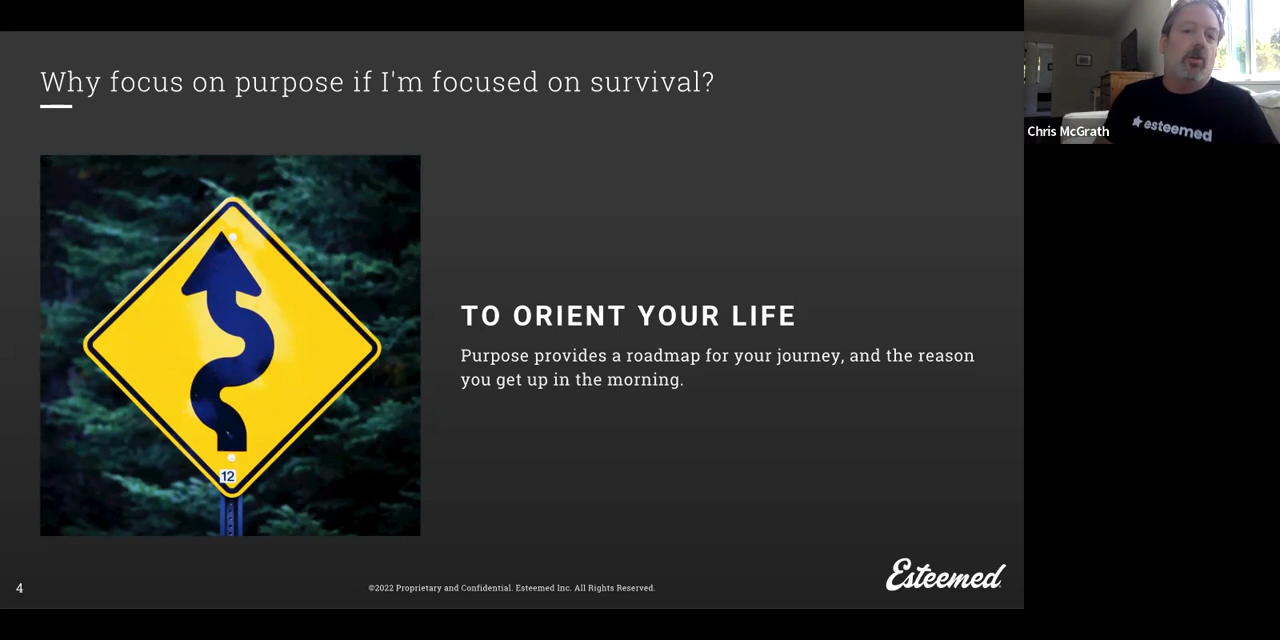 Why focus on purpose if I'm focused on survival?
12
TO ORIENT YOUR LIFE
Purpose provides a roadmap for your journey, and the reason
you get up in the morning.
4
©2022 Proprietary and Confidential. Esteemed Inc. All Rights Reserved.
Esteemed
esteemed
Chris McGrath